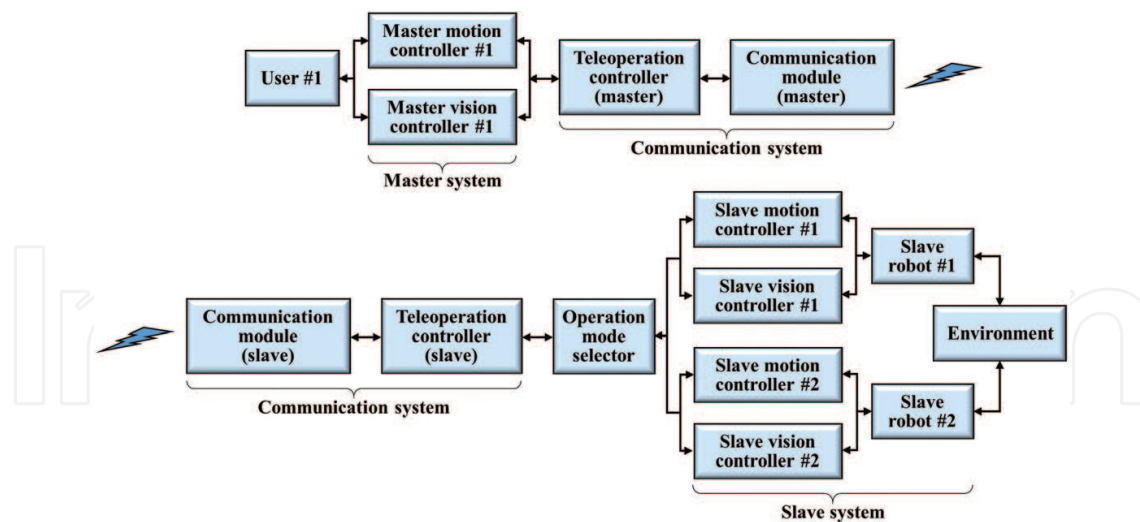 Master motion
controller #1
User #1
Master vision
controller #1
Master system
Teleoperation
controller
(master)
Communication
module
(master)
Communication system
Communication
module
(slave)
Teleoperation
controller
(slave)
Communication system
Operation
mode
selector
Slave motion
controller #1
Slave vision
controller #1
Slave motion
controller #2
Slave vision
controller #2
Slave
robot #1
Slave
robot #2
Slave system
Environment